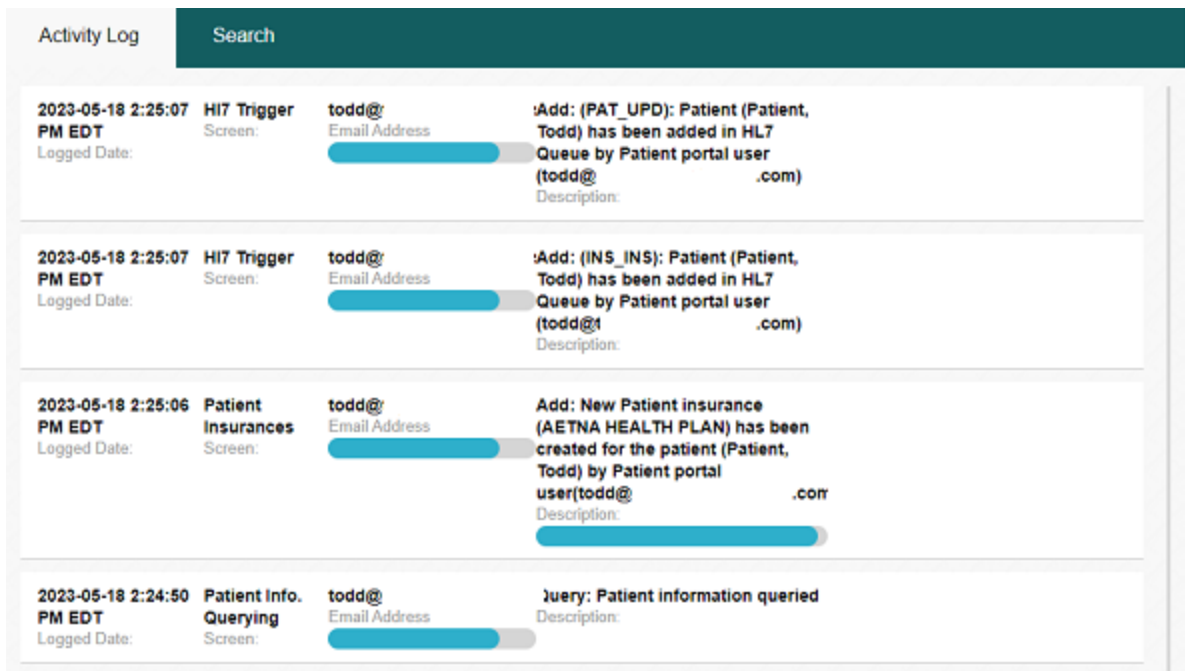 Activity Log
Search
2023-05-18 2:25:07 PM EDT
Logged Date:
HI7 Trigger
Screen:
todd@
Email Address
Add: (PAT_UPD): Patient (Patient,
Todd) has been added in HL7
Queue by Patient portal user
(todd@ .com)
Description:
2023-05-18 2:25:07 PM EDT
Logged Date:
HI7 Trigger
Screen:
todd@
Email Address
Add: (INS_INS): Patient (Patient,
Todd) has been added in HL7
Queue by Patient portal user
(todd@ .com)
Description:
2023-05-18 2:25:06 PM EDT
Logged Date:
Patient
Insurances
Screen:
todd@
Email Address
Add: New Patient insurance
(AETNA HEALTH PLAN) has been
created for the patient (Patient,
Todd) by Patient portal
user(todd@ .com
Description:
2023-05-18 2:24:50 PM EDT
Logged Date:
Patient Info.
Querying
Screen:
todd@
Email Address
Query: Patient information queried
Description: